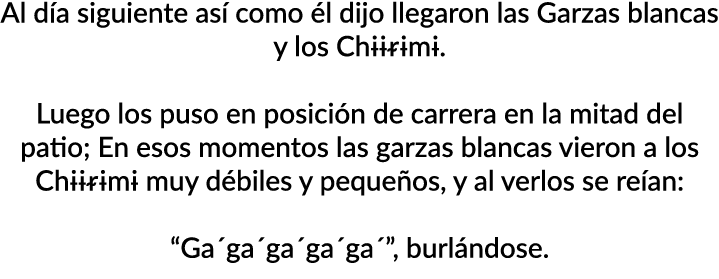 Al día siguiente así como él dijo llegaron las Garzas blancas
y los Chɨɨɍɨmɨ.
Luego los puso en posición de carrera en la mitad del
patio; En esos momentos las garzas blancas vieron a los
Chɨɨɍɨmɨ muy débiles y pequeños, y al verlos se reían:
“Ga´ga´ga´ga´ga´”, burlándose.